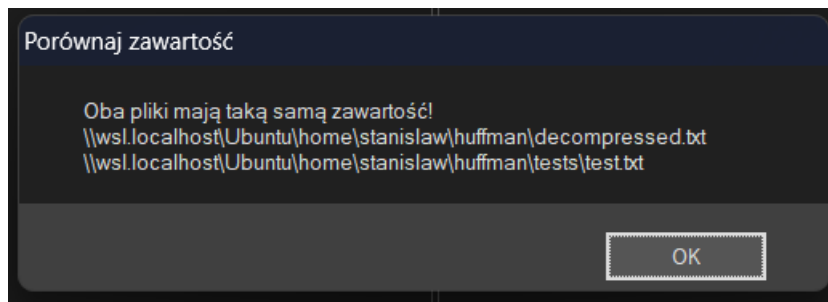 Porównaj zawartość
Oba pliki mają taką samą zawartość!
\\wsl.localhost\Ubuntu\home\stanislaw\huffman\decompressed.txt
\\wsl.localhost\Ubuntu\home\stanislaw\huffman\tests\test.txt
OK